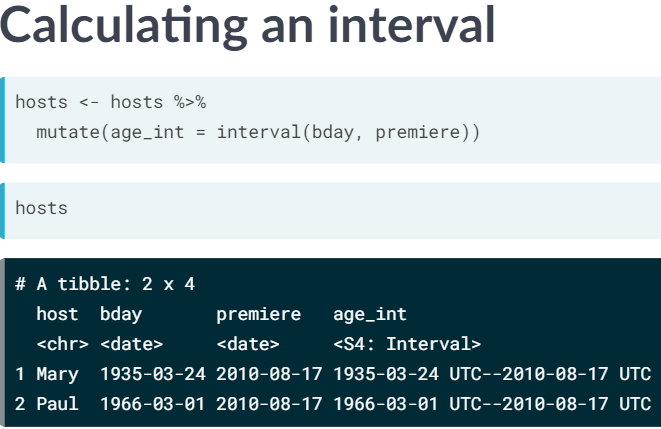 Calculating an interval
hosts <- hosts %>%
  mutate(age_int = interval(bday, premiere))
hosts
# A tibble: 2 x 4
  host  bday       premiere   age_int
  <chr> <date>     <date>     <S4: Interval>
1 Mary  1935-03-24 2010-08-17 1935-03-24 UTC--2010-08-17 UTC
2 Paul  1966-03-01 2010-08-17 1966-03-01 UTC--2010-08-17 UTC